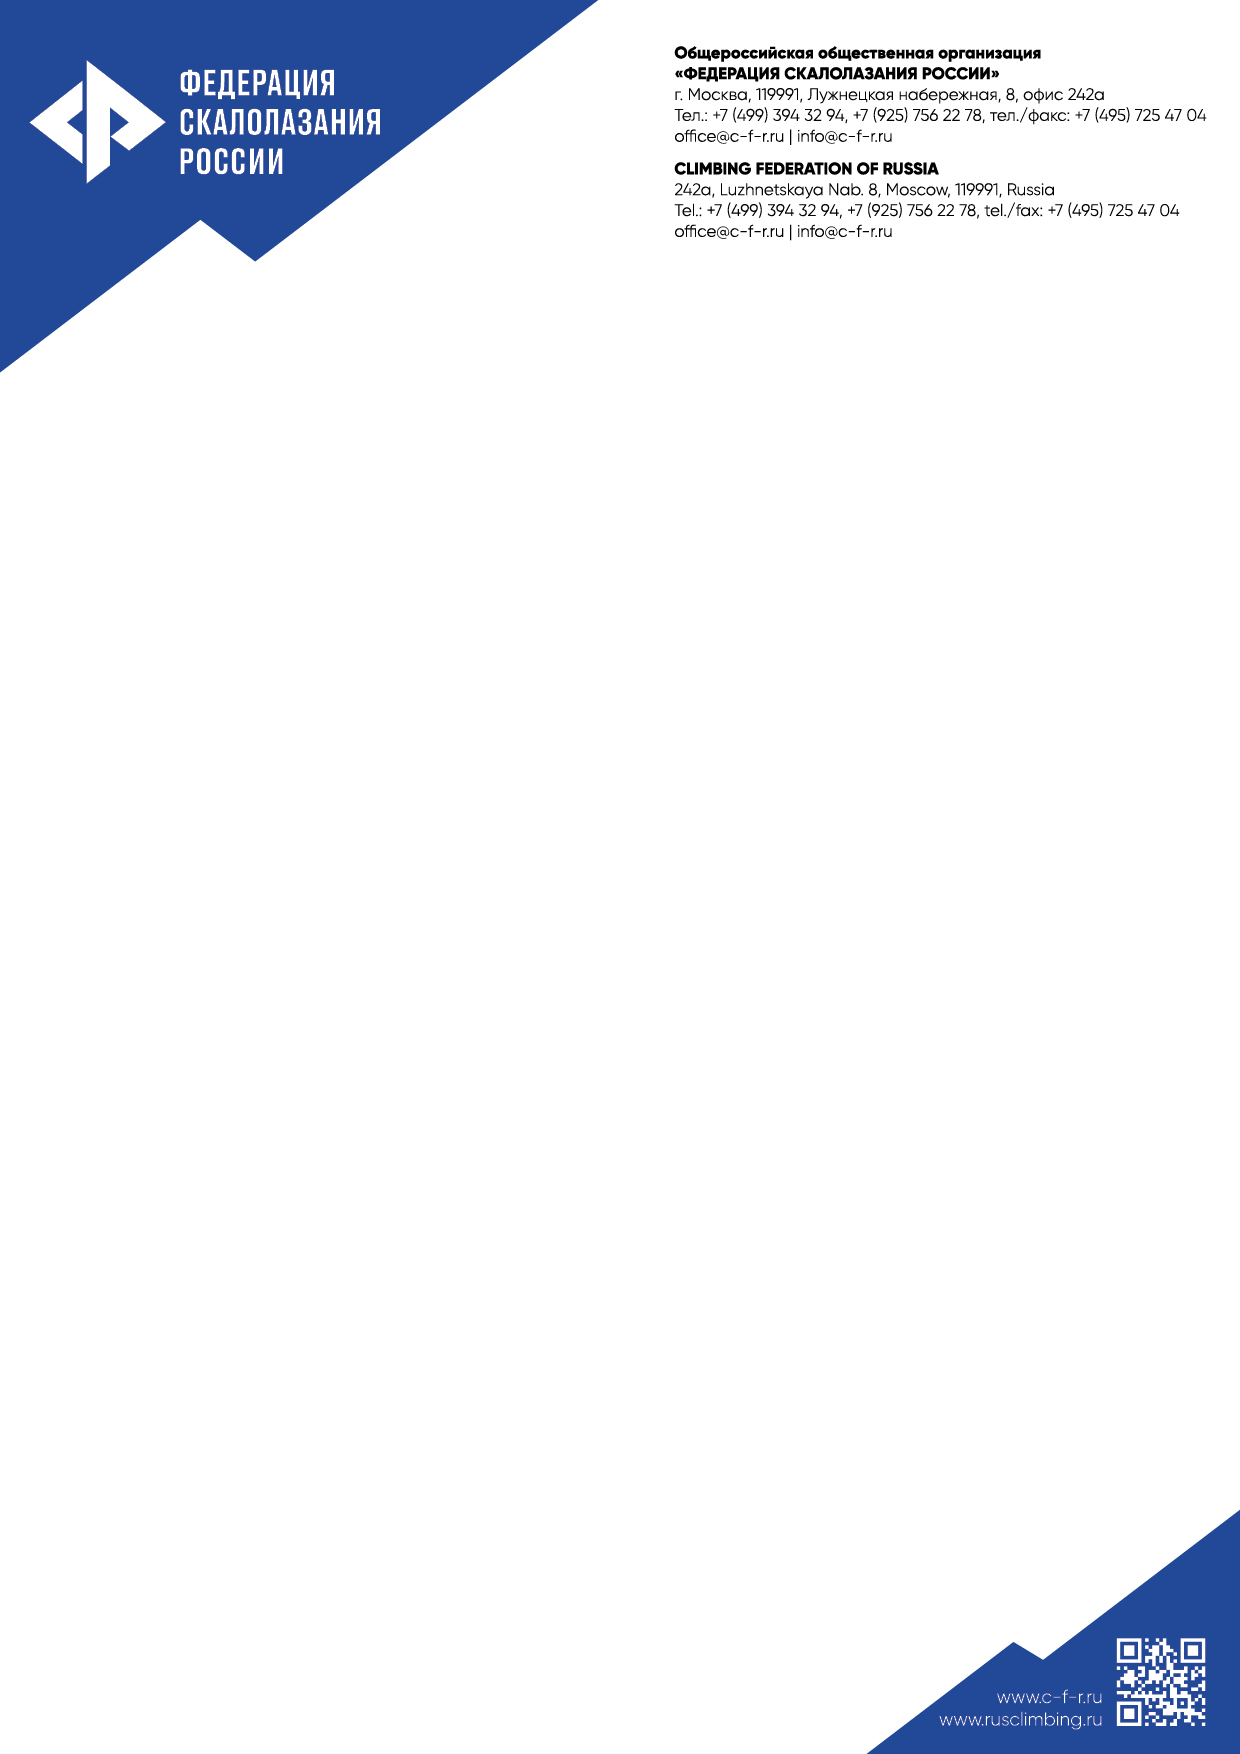 ФЕДЕРАЦИЯ
СКАЛОЛАЗАНИЯ
РОССИИ
Общероссийская общественная организация
«ФЕДЕРАЦИЯ СКАЛОЛАЗАНИЯ РОССИИ»
г. Москва, 119991, Лужнецкая набережная, 8, офис 242а
Тел.: +7 (499) 394 32 94, +7 (925) 756 22 78, тел./факс: +7 (495) 725 47 04
office@c-f-r.ru | info@c-f-r.ru
CLIMBING FEDERATION OF RUSSIA
242a, Luzhnetskaya Nab. 8, Moscow, 119991, Russia
Tel.: +7 (499) 394 32 94, +7 (925) 756 22 78, tel./fax: +7 (495) 725 47 04
office@c-f-r.ru | info@c-f-r.ru
www.c-f-r.ru
www.rusclimbing.ru